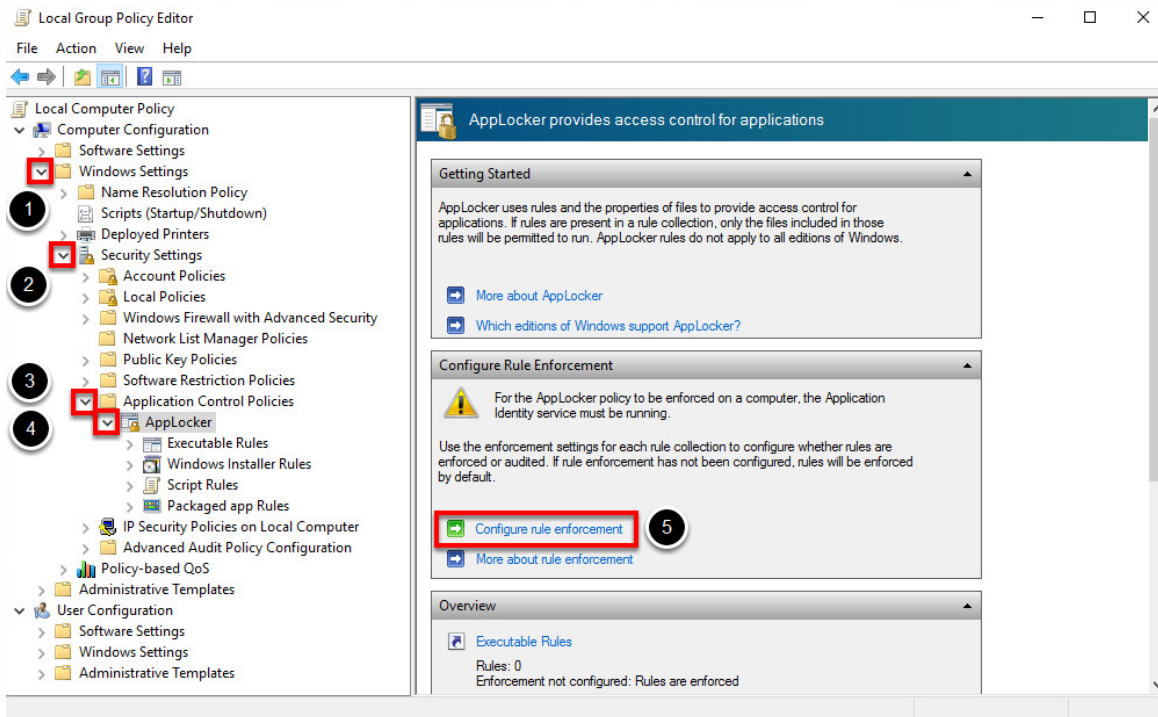 Local Group Policy Editor
File Action View Help
Local Computer Policy
Computer Configuration
Software Settings
Windows Settings
Name Resolution Policy
1
Scripts (Startup/Shutdown)
Deployed Printers
Security Settings
2
Account Policies
Local Policies
Windows Firewall with Advanced Security
Network List Manager Policies
Public Key Policies
3
Software Restriction Policies
Application Control Policies
4
AppLocker
Executable Rules
Windows Installer Rules
Script Rules
Packaged app Rules
IP Security Policies on Local Computer
Advanced Audit Policy Configuration
Policy-based QoS
Administrative Templates
User Configuration
Software Settings
Windows Settings
Administrative Templates
AppLocker provides access control for applications
Getting Started
AppLocker uses rules and the properties of files to provide access control for
applications. If rules are present in a rule collection, only the files included in those
rules will be permitted to run. AppLocker rules do not apply to all editions of Windows.
More about AppLocker
Which editions of Windows support AppLocker?
Configure Rule Enforcement
For the AppLocker policy to be enforced on a computer, the Application
Identity service must be running.
Use the enforcement settings for each rule collection to configure whether rules are
enforced or audited. If rule enforcement has not been configured, rules will be enforced
by default.
Configure rule enforcement
5
More about rule enforcement
Overview
Executable Rules
Rules: 0
Enforcement not configured: Rules are enforced